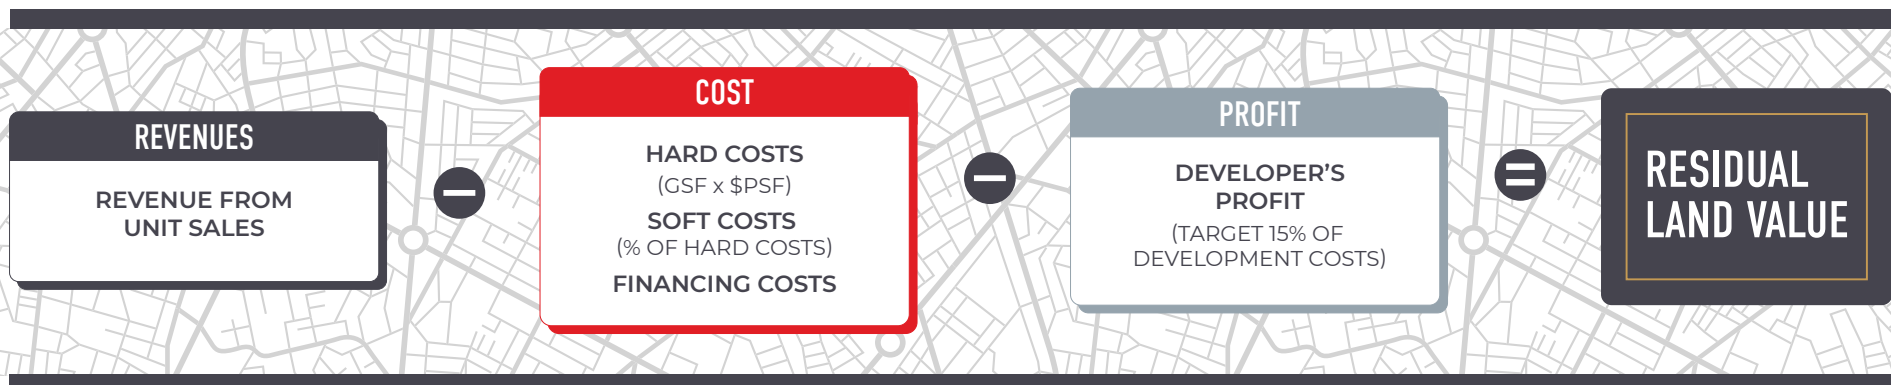 REVENUES
REVENUE FROM
UNIT SALES
COST
HARD COSTS
(GSF x $PSF)
SOFT COSTS
(% OF HARD COSTS)
FINANCING COSTS
PROFIT
DEVELOPER'S
PROFIT
(TARGET 15% OF
DEVELOPMENT COSTS)
RESIDUAL
LAND VALUE